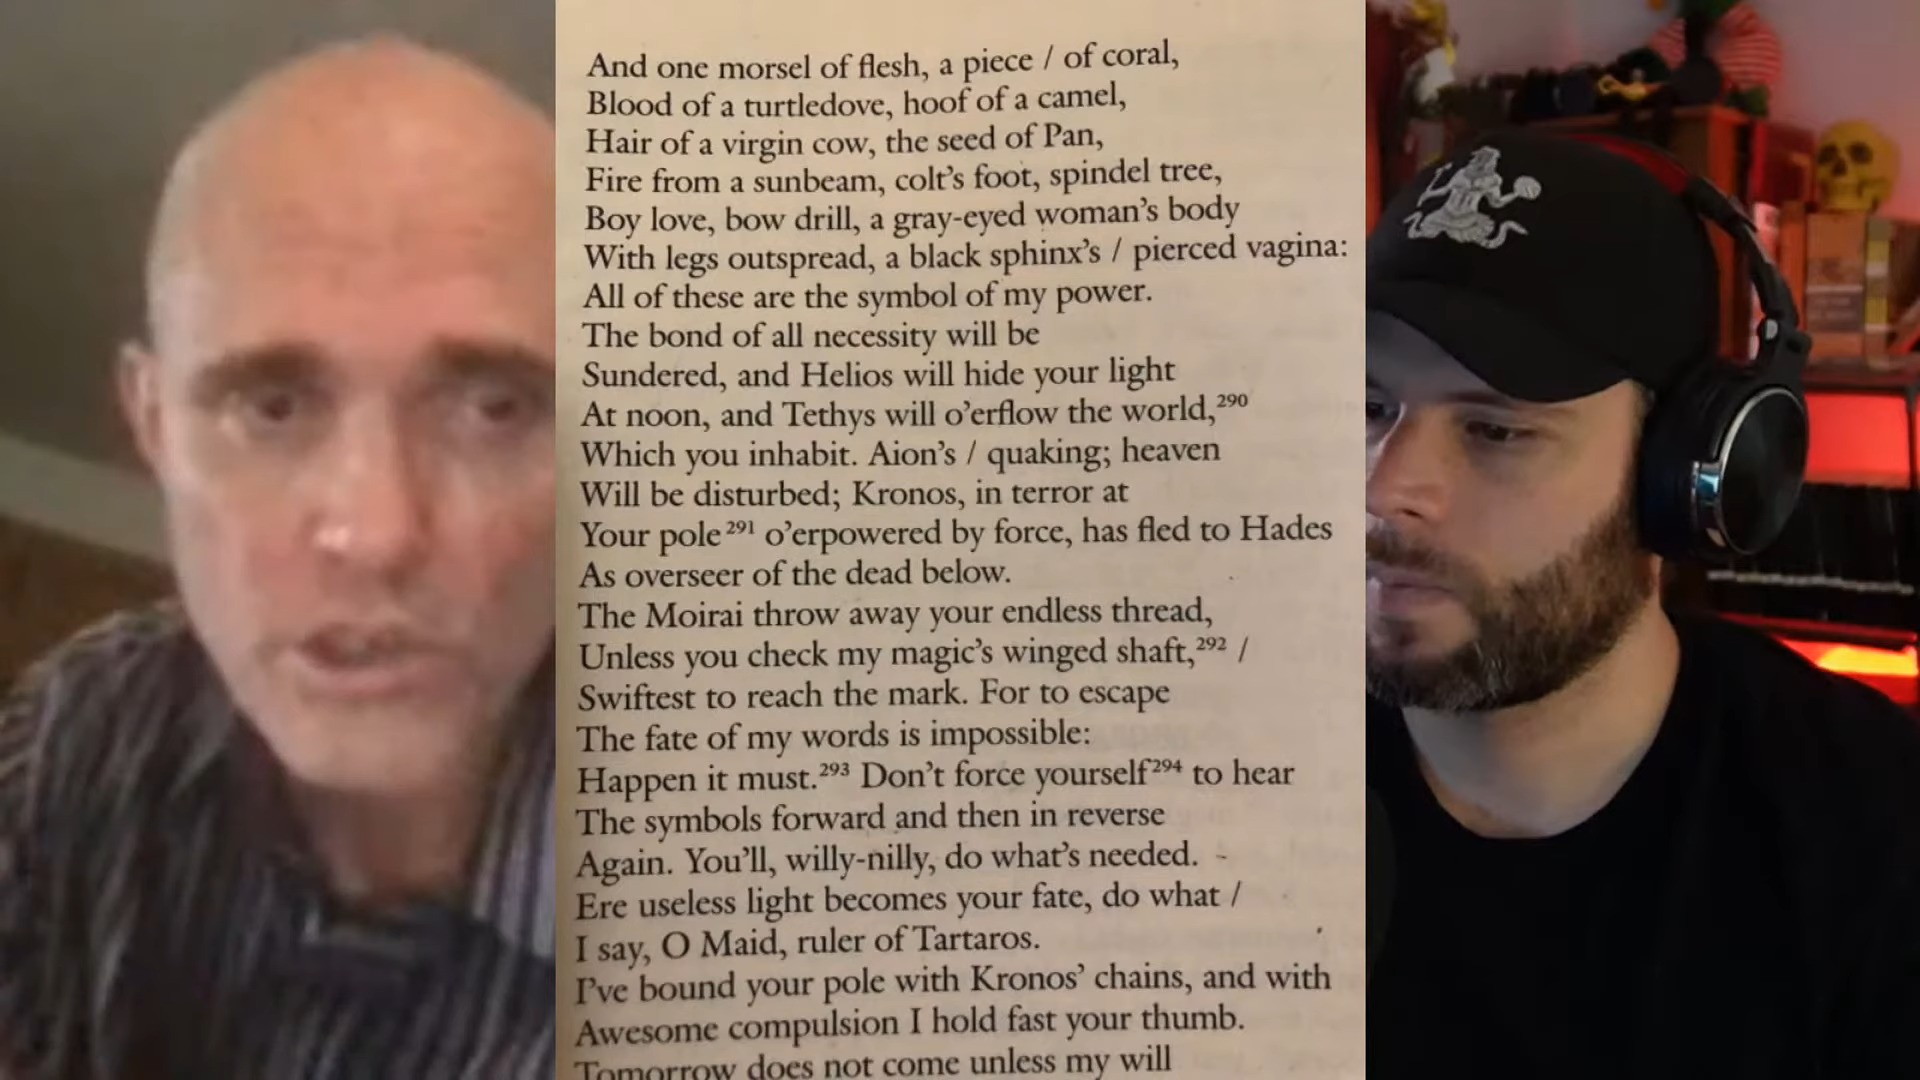 And one morsel of flesh, a piece / of coral,
Blood of a turtledove, hoof of a camel,
Hair of a virgin cow, the seed of Pan,
Fire from a sunbeam, colt's foot, spindel tree,
Boy love, bow drill, a gray-eyed woman's body
With legs outspread, a black sphinx's / pierced vagina:
All of these are the symbol of my power.
The bond of all necessity will be
Sundered, and Helios will hide your light
At noon, and Tethys will o'erflow the world,²⁹⁰
Which you inhabit. Aion's / quaking; heaven
Will be disturbed; Kronos, in terror at
Your pole²⁹¹ o'erpowered by force, has fled to Hades
As overseer of the dead below.
The Moirai throw away your endless thread,
Unless you check my magic's winged shaft,²⁹² /
Swiftest to reach the mark. For to escape
The fate of my words is impossible:
Happen it must.²⁹³ Don't force yourself²⁹⁴ to hear
The symbols forward and then in reverse
Again. You'll, willy-nilly, do what's needed.
Ere useless light becomes your fate, do what /
I say, O Maid, ruler of Tartaros.
I've bound your pole with Kronos' chains, and with
Awesome compulsion I hold fast your thumb.
Tomorrow does not come unless my will